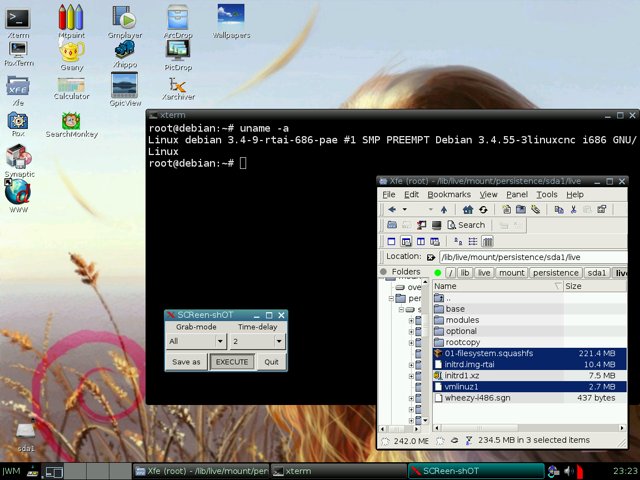 Xterm
Mtpaint
Gmplayer
ArcDrop
Wallpapers
RoxTerm
Geany
Xhippo
PicDrop
Xfe
Calculator
GpicView
Xarchiver
Rox
SearchMonkey
Synaptic
WWW
sda1
xterm
root@debian:~# uname -a
Linux debian 3.4-9-rtai-686-pae #1 SMP PREEMPT Debian 3.4.55-3linuxcnc i686 GNU/
Linux
root@debian:~#
Xfe (root) - /lib/live/mount/persistence/sda1/live
File Edit Bookmarks View Panel Tools Help
Search
Location: /lib/live/mount/persistence/sda1/live
Folders / lib live mount persistence sda1 live
Name Size
..
base
modules
optional
rootcopy
01-filesystem.squashfs 221.4 MB
initrd.img-rtai 10.4 MB
initrd1.xz 7.5 MB
vmlinuz1 2.7 MB
wheezy-i486.sgn 437 bytes
242.0 ME
234.5 MB in 3 selected items
SCReen-shOT
Grab-mode Time-delay
All 2
Save as EXECUTE Quit
JWM
Xfe (root) - /lib/live/mount/per
xterm
SCReen-shOT
23:23